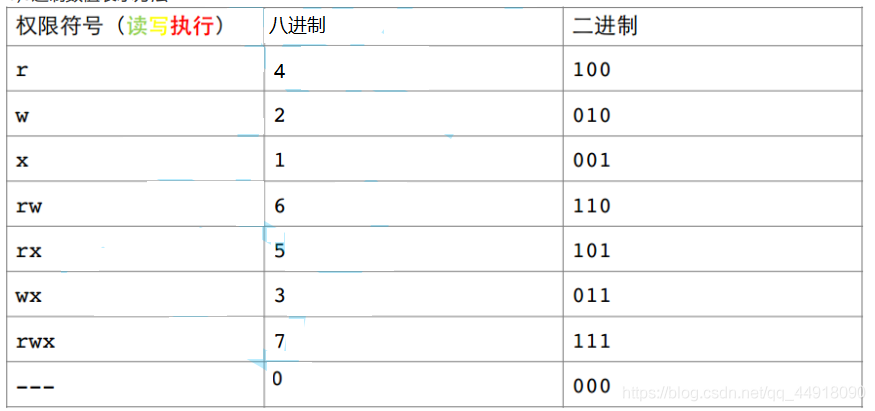 权限符号（读写执行） 八进制 二进制
r 4 100
w 2 010
x 1 001
rw 6 110
rx 5 101
wx 3 011
rwx 7 111
--- 0 000
https://blog.csdn.net/qq_44918090